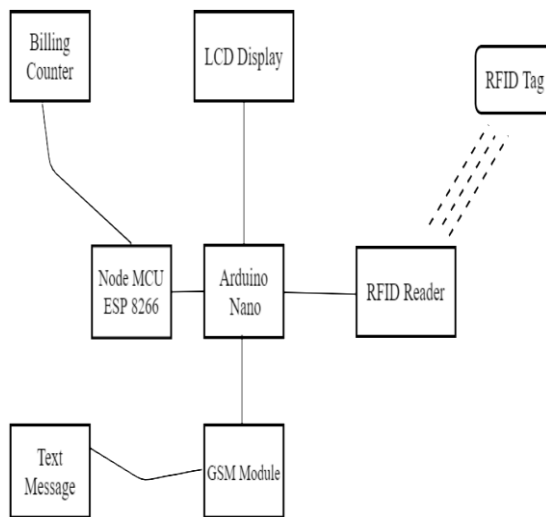 Billing
Counter
LCD Display
RFID Tag
Node MCU
ESP 8266
Arduino
Nano
RFID Reader
Text
Message
GSM Module